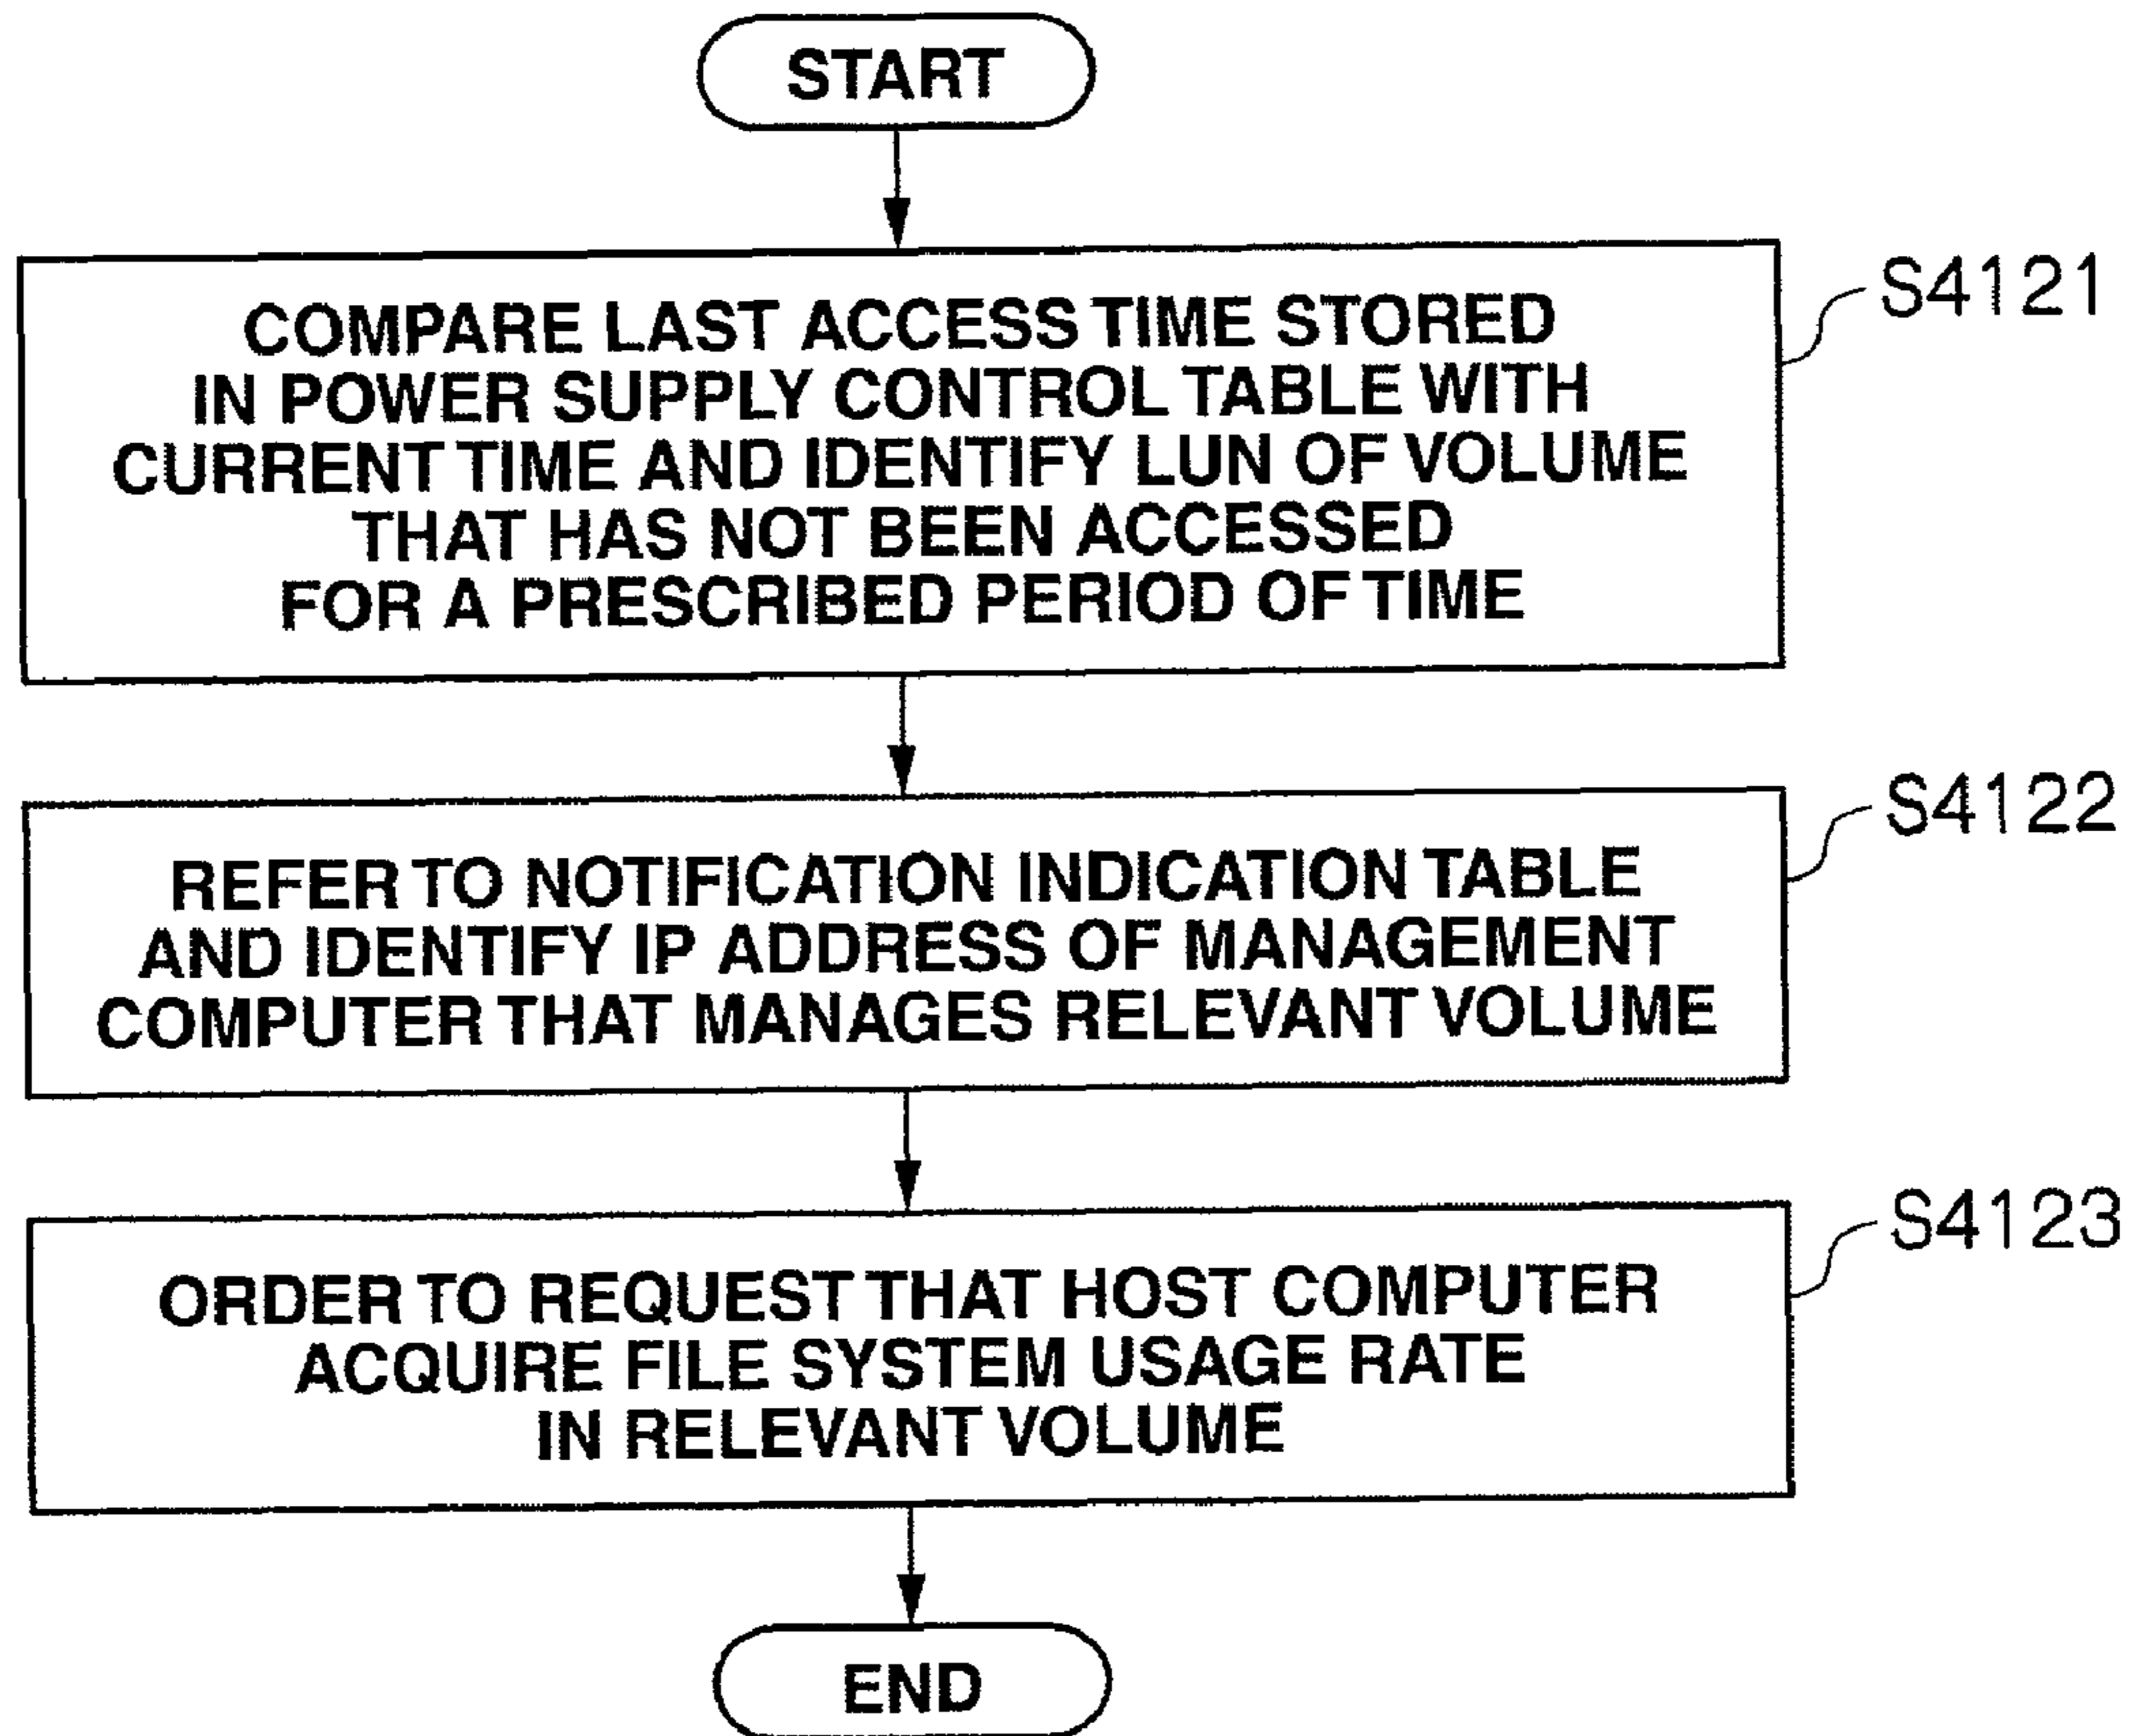 START
COMPARE LAST ACCESS TIME STORED
IN POWER SUPPLY CONTROL TABLE WITH
CURRENT TIME AND IDENTIFY LUN OF VOLUME
THAT HAS NOT BEEN ACCESSED
FOR A PRESCRIBED PERIOD OF TIME
S4121
REFER TO NOTIFICATION INDICATION TABLE
AND IDENTIFY IP ADDRESS OF MANAGEMENT
COMPUTER THAT MANAGES RELEVANT VOLUME
S4122
ORDER TO REQUEST THAT HOST COMPUTER
ACQUIRE FILE SYSTEM USAGE RATE
IN RELEVANT VOLUME
S4123
END